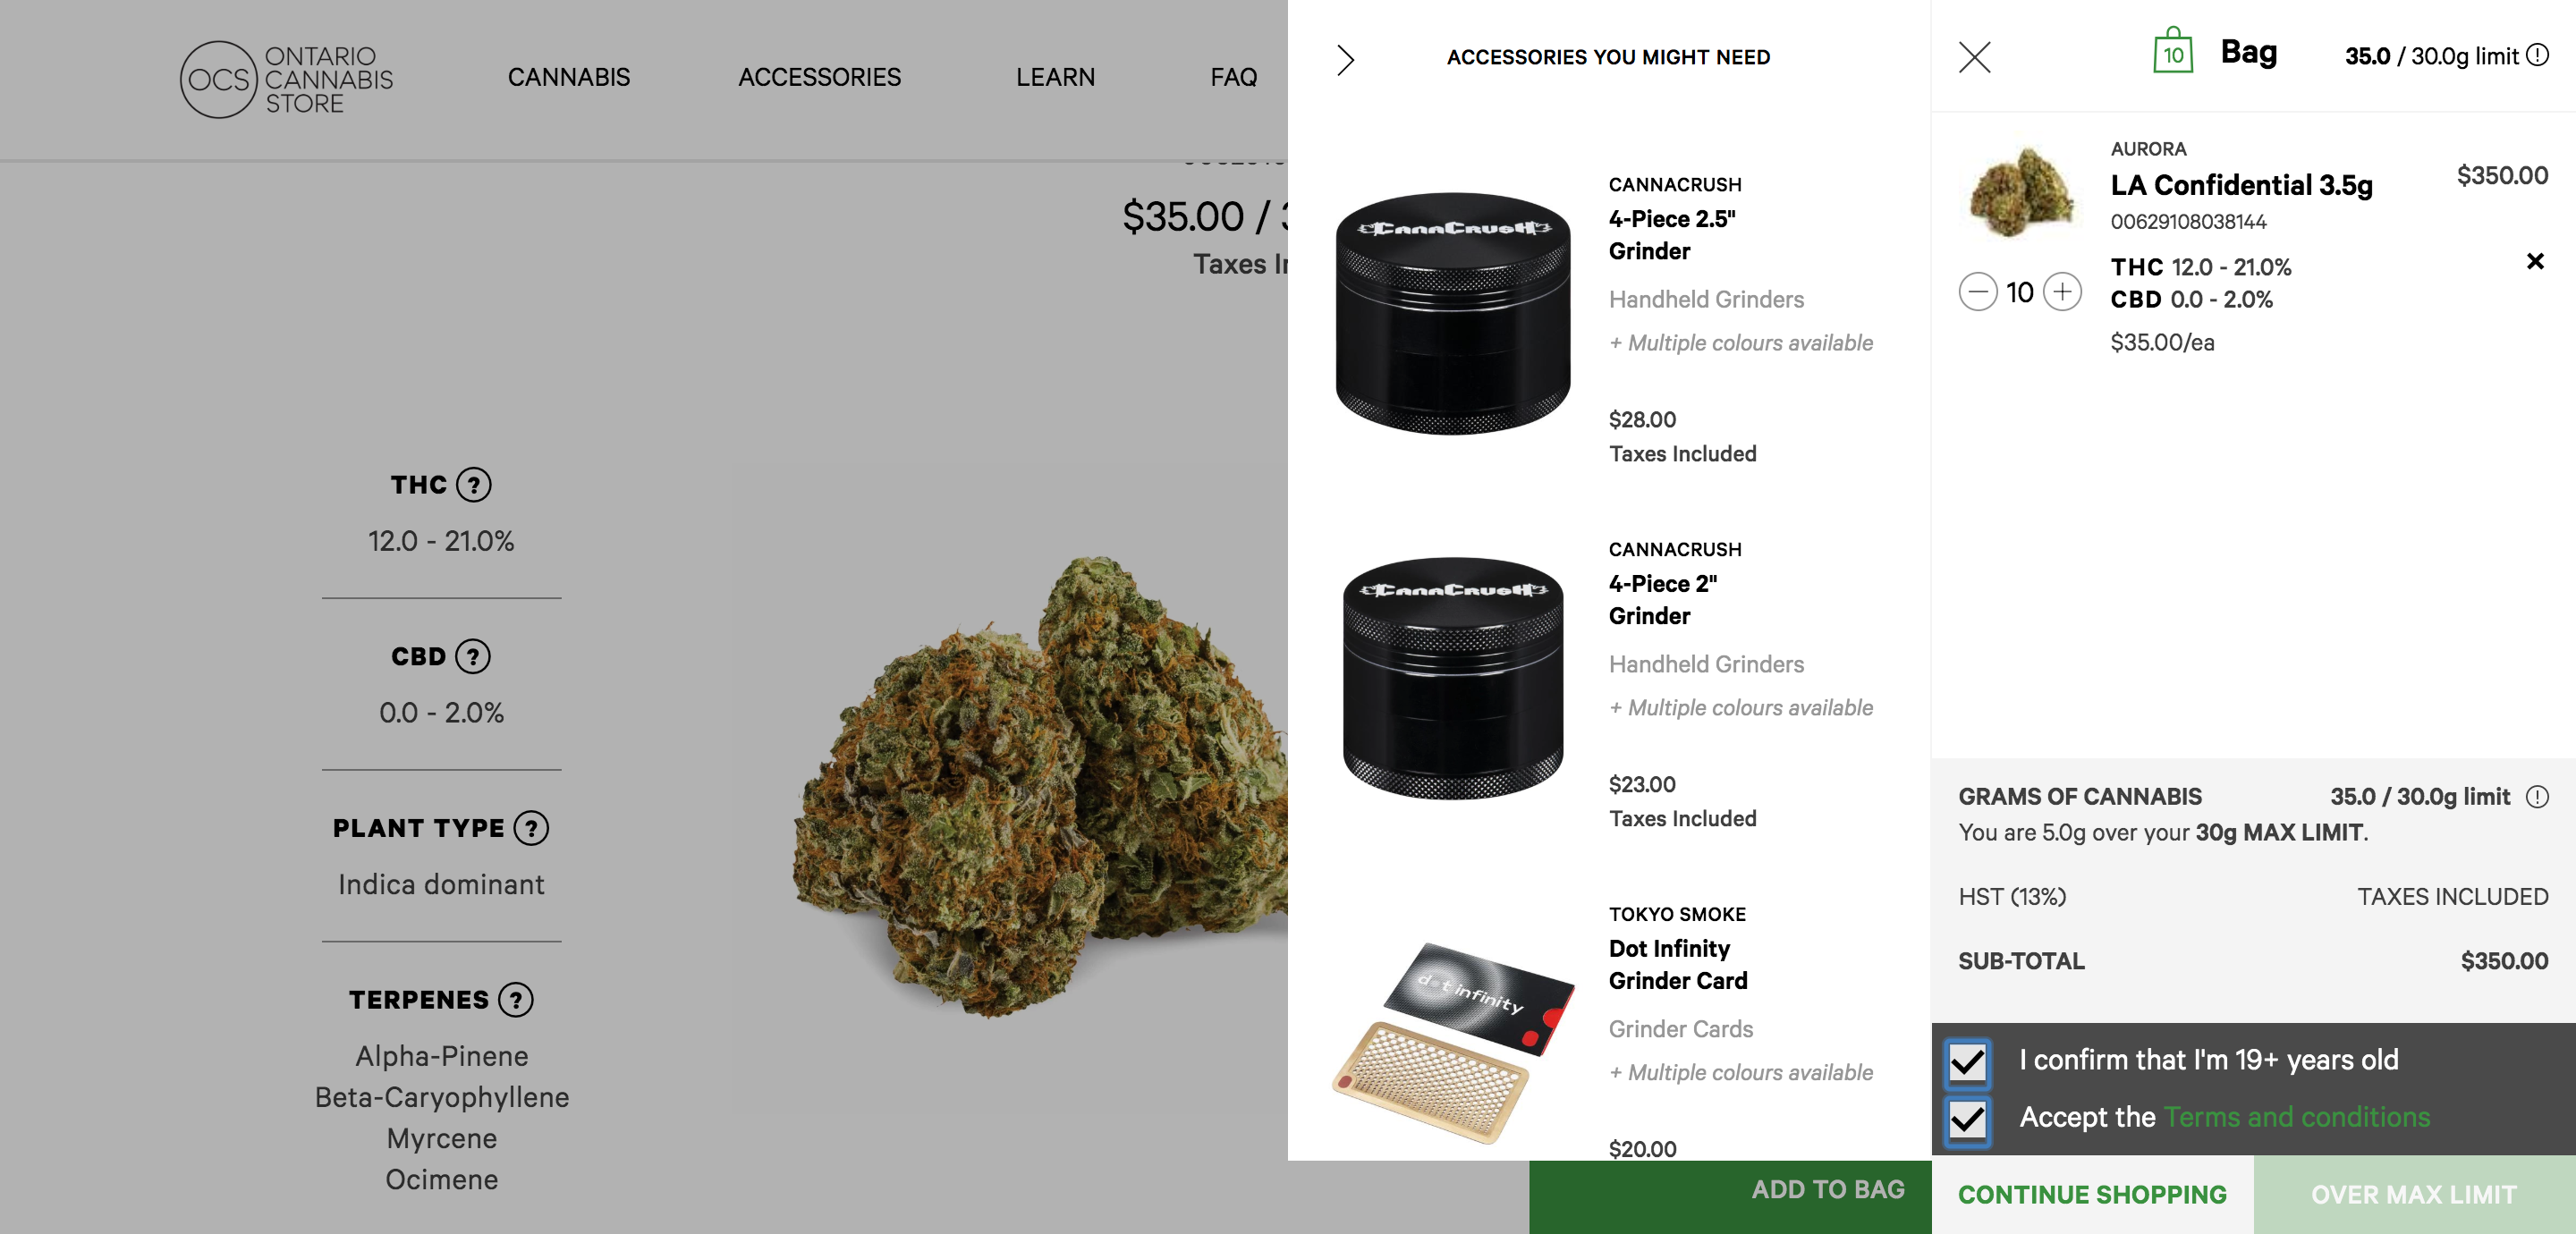 OCS
ONTARIO
CANNABIS
STORE
CANNABIS
ACCESSORIES
LEARN
FAQ
$35.00 /
Taxes
THC ?
12.0 - 21.0%
CBD ?
0.0 - 2.0%
PLANT TYPE ?
Indica dominant
TERPENES ?
Alpha-Pinene
Beta-Caryophyllene
Myrcene
Ocimene
ACCESSORIES YOU MIGHT NEED
CANNACRUSH
CANNACRUSH
4-Piece 2.5"
Grinder
Handheld Grinders
+ Multiple colours available
$28.00
Taxes Included
CANNACRUSH
CANNACRUSH
4-Piece 2"
Grinder
Handheld Grinders
+ Multiple colours available
$23.00
Taxes Included
dot infinity
TOKYO SMOKE
Dot Infinity
Grinder Card
Grinder Cards
+ Multiple colours available
$20.00
ADD TO BAG
10
Bag
35.0 / 30.0g limit
AURORA
LA Confidential 3.5g
$350.00
00629108038144
THC 12.0 - 21.0%
CBD 0.0 - 2.0%
10
$35.00/ea
GRAMS OF CANNABIS
35.0 / 30.0g limit
You are 5.0g over your 30g MAX LIMIT.
HST (13%)
TAXES INCLUDED
SUB-TOTAL
$350.00
I confirm that I'm 19+ years old
Accept the Terms and conditions
CONTINUE SHOPPING
OVER MAX LIMIT